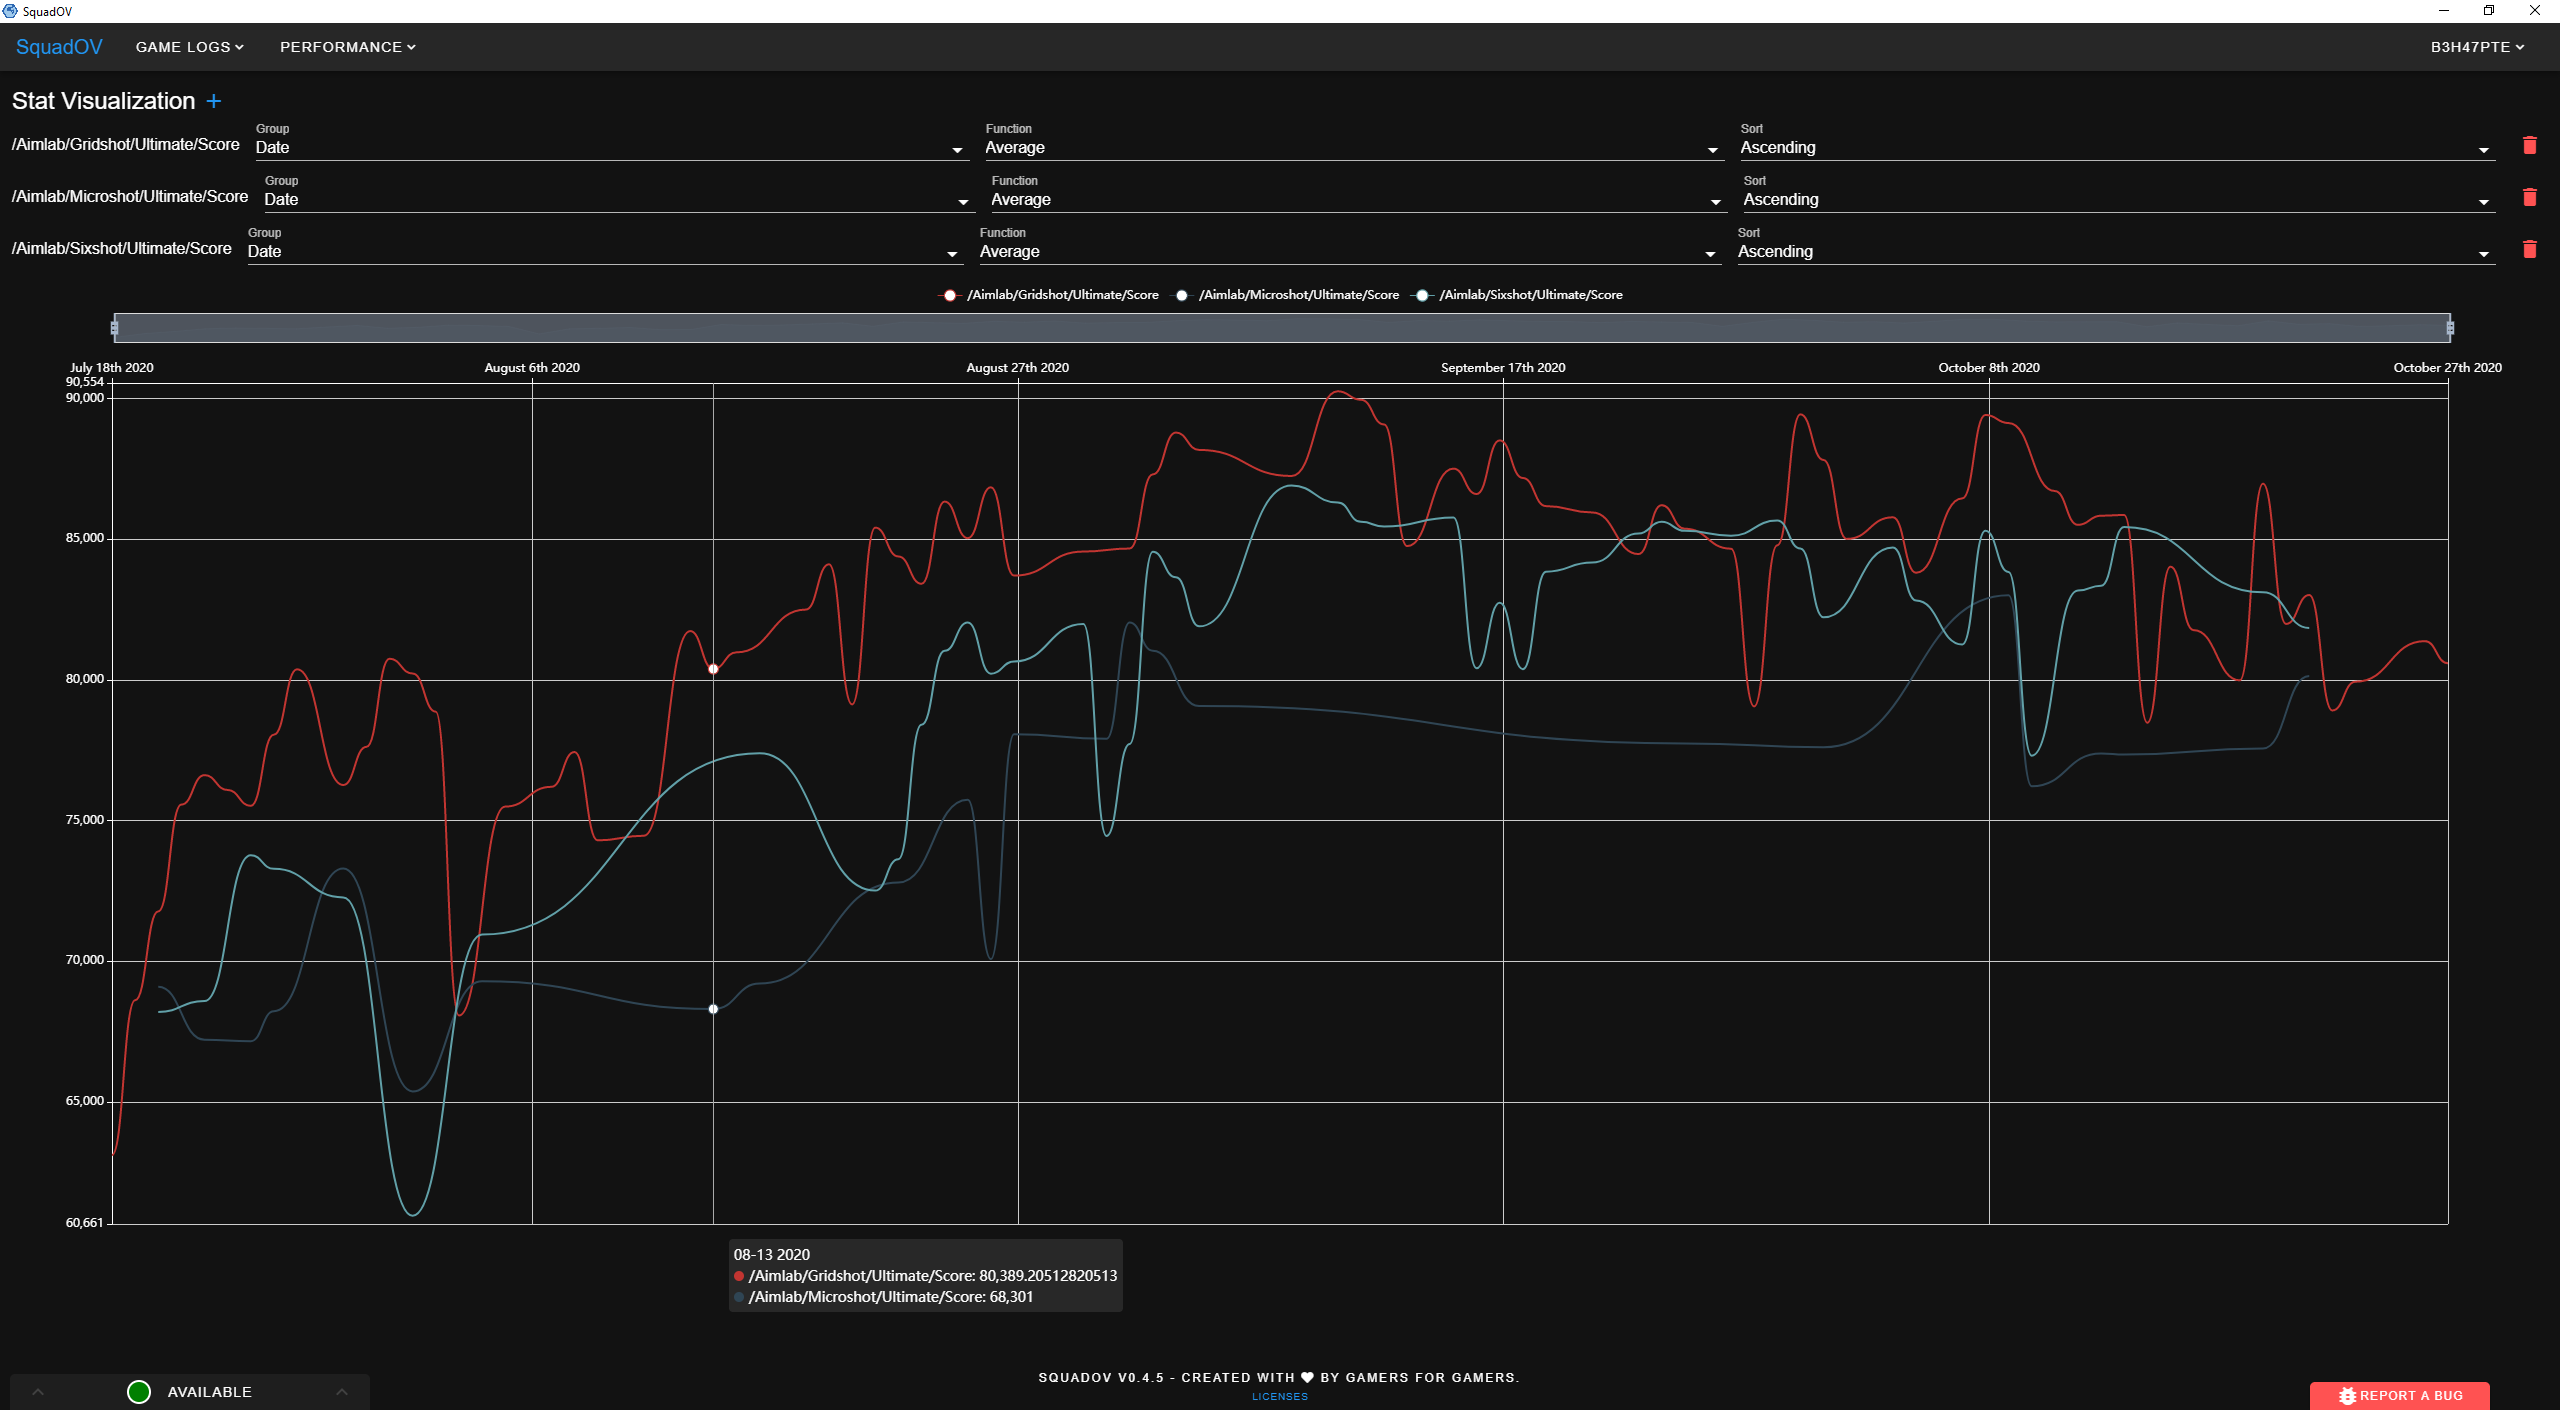 SquadOV
SquadOV GAME LOGS PERFORMANCE B3H47PTE
Stat Visualization +
/Aimlab/Gridshot/Ultimate/Score Group Date Function Average Sort Ascending
/Aimlab/Microshot/Ultimate/Score Group Date Function Average Sort Ascending
/Aimlab/Sixshot/Ultimate/Score Group Date Function Average Sort Ascending
/Aimlab/Gridshot/Ultimate/Score /Aimlab/Microshot/Ultimate/Score /Aimlab/Sixshot/Ultimate/Score
July 18th 2020 August 6th 2020 August 27th 2020 September 17th 2020 October 8th 2020 October 27th 2020
90,554
90,000
85,000
80,000
75,000
70,000
65,000
60,661
08-13 2020
/Aimlab/Gridshot/Ultimate/Score: 80,389.20512820513
/Aimlab/Microshot/Ultimate/Score: 68,301
SQUADOV V0.4.5 - CREATED WITH ♥ BY GAMERS FOR GAMERS.
LICENSES
AVAILABLE
REPORT A BUG